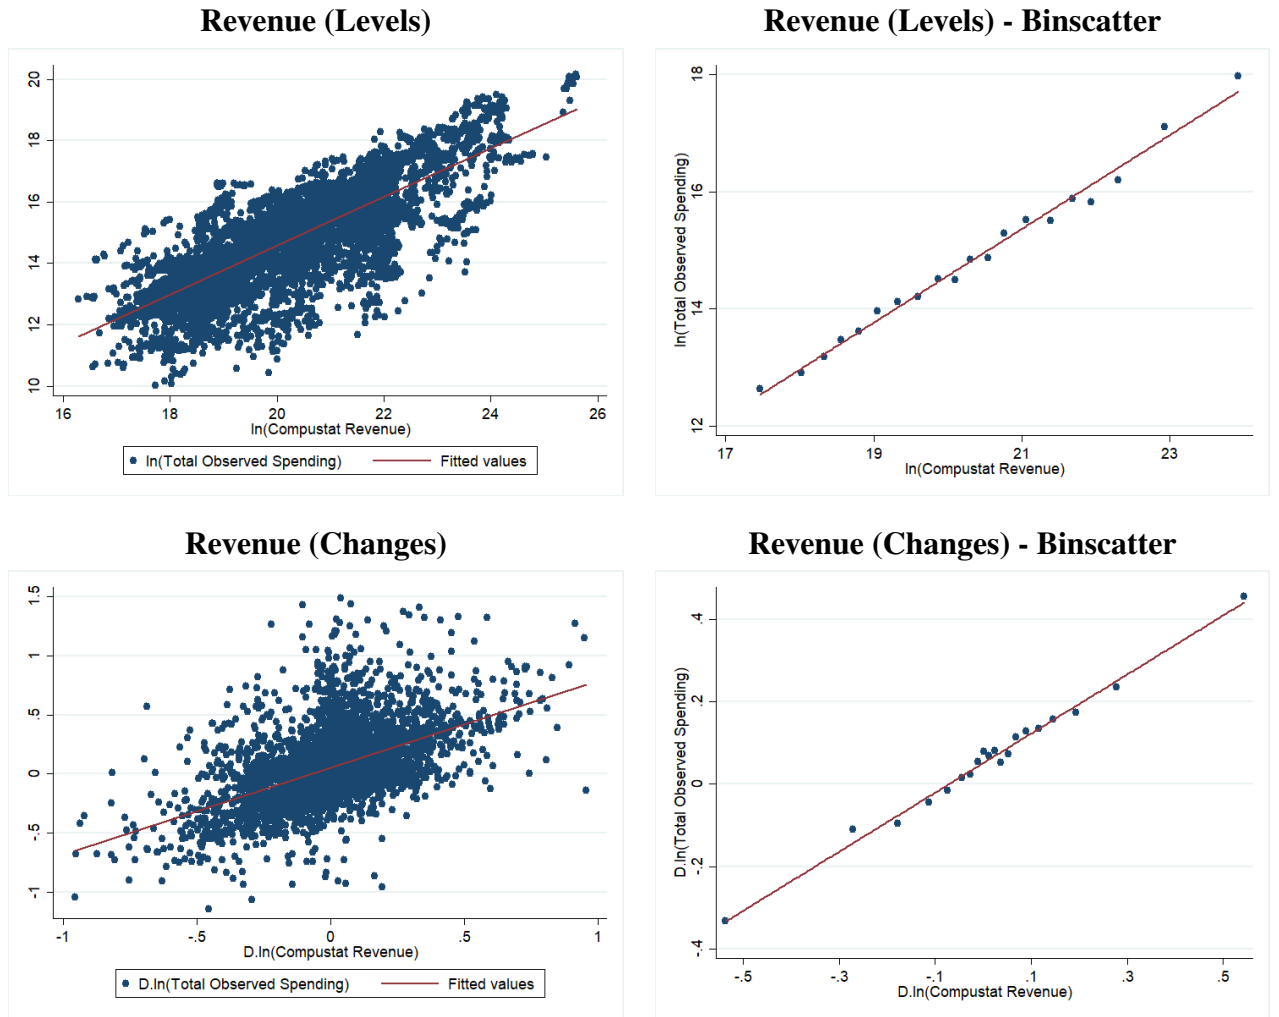 Revenue (Levels)
Revenue (Levels) - Binscatter
20
18
16
14
12
10
ln(Total Observed Spending)
18
16
14
12
16 18 20 22 24 26
ln(Compustat Revenue)
ln(Total Observed Spending) Fitted values
17 19 21 23
ln(Compustat Revenue)
Revenue (Changes)
Revenue (Changes) - Binscatter
1.5
1
.5
0
-.5
-1
D.ln(Total Observed Spending)
.4
.2
0
-.2
-.4
-1 -.5 0 .5 1
D.ln(Compustat Revenue)
D.ln(Total Observed Spending) Fitted values
-.5 -.3 -.1 .1 .3 .5
D.ln(Compustat Revenue)